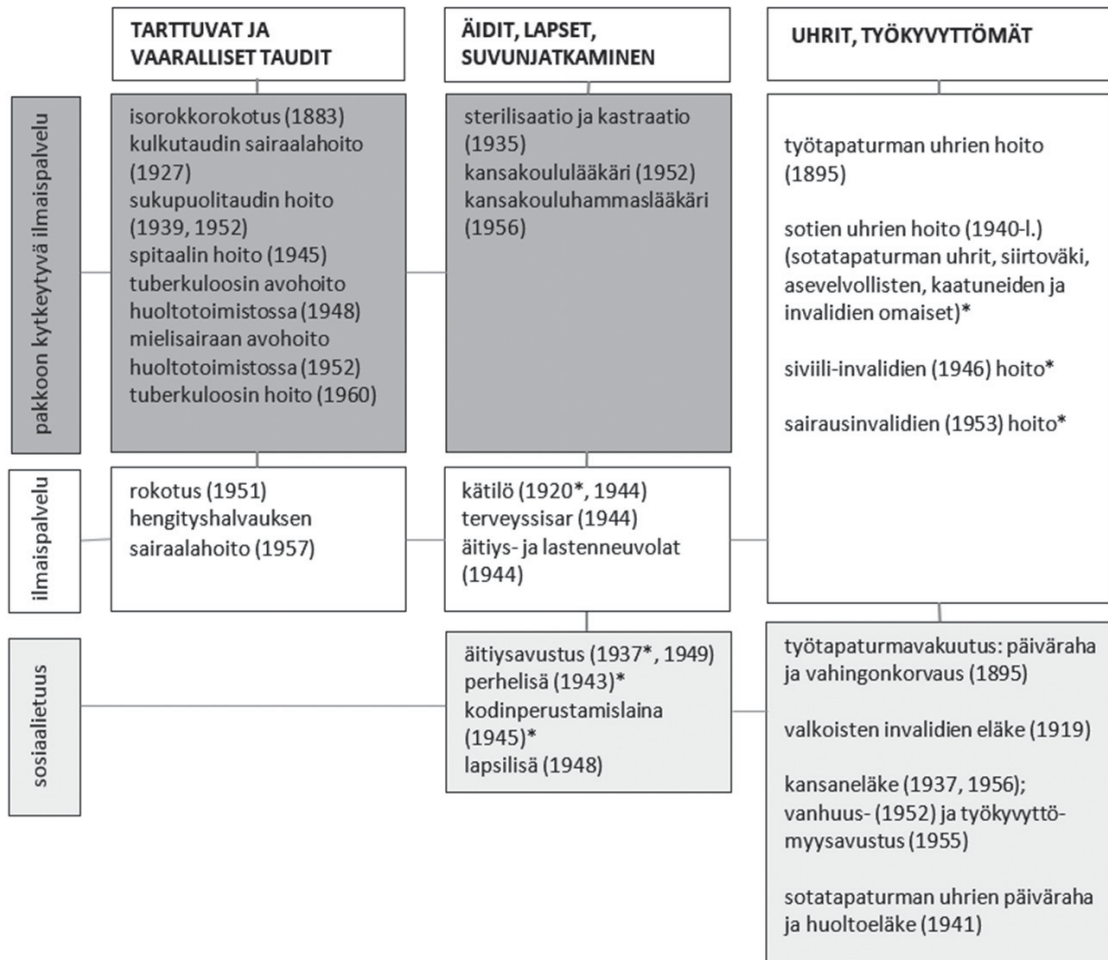 TARTTUVAT JA
VAARALLISET TAUDIT
ÄIDIT, LAPSET,
SUVUNJATKAMINEN
UHRIT, TYÖKYVYTTÖMÄT
pakkoon kytkeytyvä ilmaispalvelu
isorokkorokotus (1883)
kulkutaudin sairaalahoito
(1927)
sukupuolitaudin hoito
(1939, 1952)
spitaalin hoito (1945)
tuberkuloosin avohoito
huoltotoimistossa (1948)
mielisairaan avohoito
huoltotoimistossa (1952)
tuberkuloosin hoito (1960)
sterilisaatio ja kastraatio
(1935)
kansakoululääkäri (1952)
kansakouluhammaslääkäri
(1956)
työtapaturman uhrien hoito
(1895)
sotien uhrien hoito (1940-l.)
(sotatapaturman uhrit, siirtoväki,
asevelvollisten, kaatuneiden ja
invalidien omaiset)*
siviili-invalidien (1946) hoito*
sairausinvalidien (1953) hoito*
ilmaispalvelu
rokotus (1951)
hengityshalvauksen
sairaalahoito (1957)
kätilö (1920*, 1944)
terveyssisar (1944)
äitiys- ja lastenneuvolat
(1944)
sosiaalietuus
äitiysavustus (1937*, 1949)
perhelisä (1943)*
kodinperustamislaina
(1945)*
lapsilisä (1948)
työtapaturmavakuutus: päiväraha
ja vahingonkorvaus (1895)
valkoisten invalidien eläke (1919)
kansaneläke (1937, 1956);
vanhuus- (1952) ja työkyvyttö-
myysavustus (1955)
sotatapaturman uhrien päiväraha
ja huoltoeläke (1941)